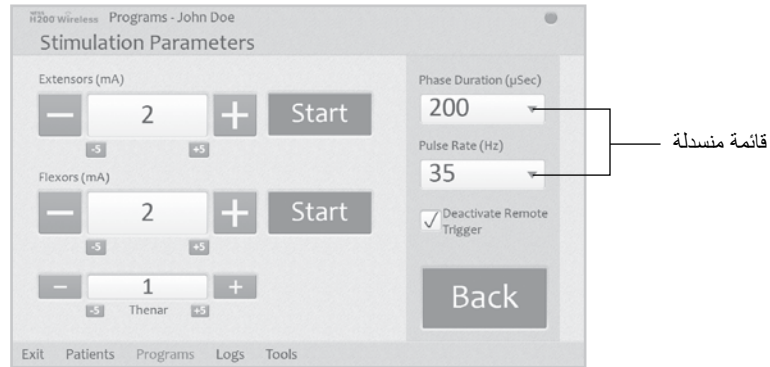 NESS
H200 Wireless Programs - John Doe
Stimulation Parameters
Extensors (mA)
2
Start
-5 +5
Flexors (mA)
2
Start
-5 +5
1
-5 Thenar +5
Phase Duration (µSec)
200
Pulse Rate (Hz)
35
Deactivate Remote
Trigger
Back
Exit Patients Programs Logs Tools
قائمة منسدلة